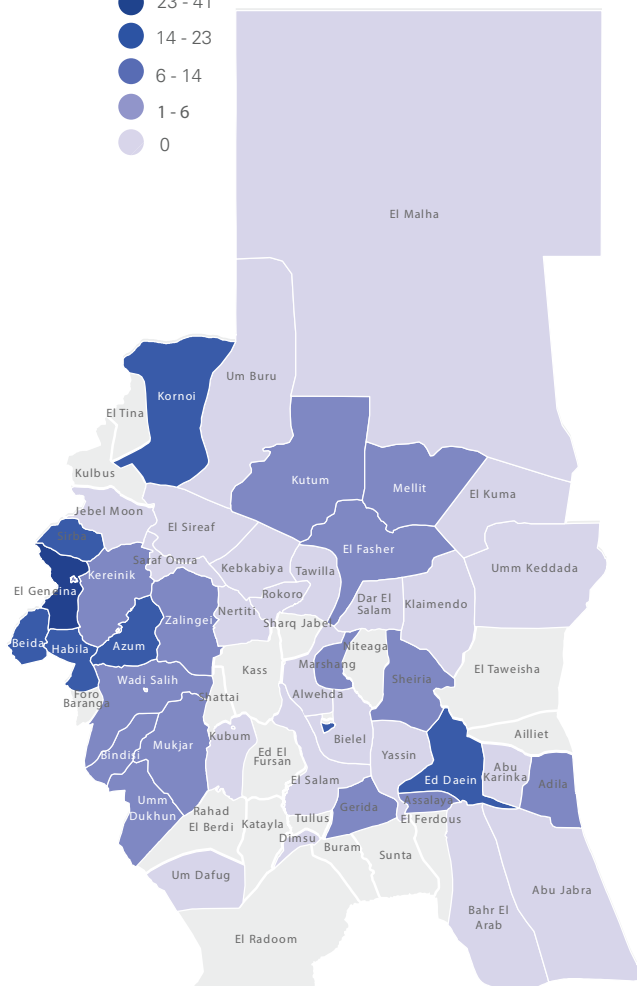 23 - 41
14 - 23
6 - 14
1 - 6
0
El Malha
Um Buru
Kornoi
El Tina
Kulbus
Kutum
Mellit
El Kuma
Jebel Moon
El Sireaf
Sirba
El Fasher
Saraf Omra
Kebkabiya
Tawilla
Umm Keddada
Kereinik
El Geneina
Rokoro
Dar El
Salam
Klaimendo
Nertiti
Zalingei
Sharq Jabel
Beida
Habila
Azum
Niteaga
Marshang
El Taweisha
Kass
Wadi Salih
Sheiria
Foro
Baranga
Shattai
Alwehda
Kubum
Bielel
Ailliet
Mukjar
Bindisi
Ed El
Fursan
Yassin
Abu
Karinka
El Salam
Ed Daein
Adila
Umm
Dukhun
Assalaya
Gerida
Rahad
El Berdi
Katayla
Tullus
El Ferdous
Dimsu
Buram
Sunta
Um Dafug
Abu Jabra
Bahr El
Arab
El Radoom